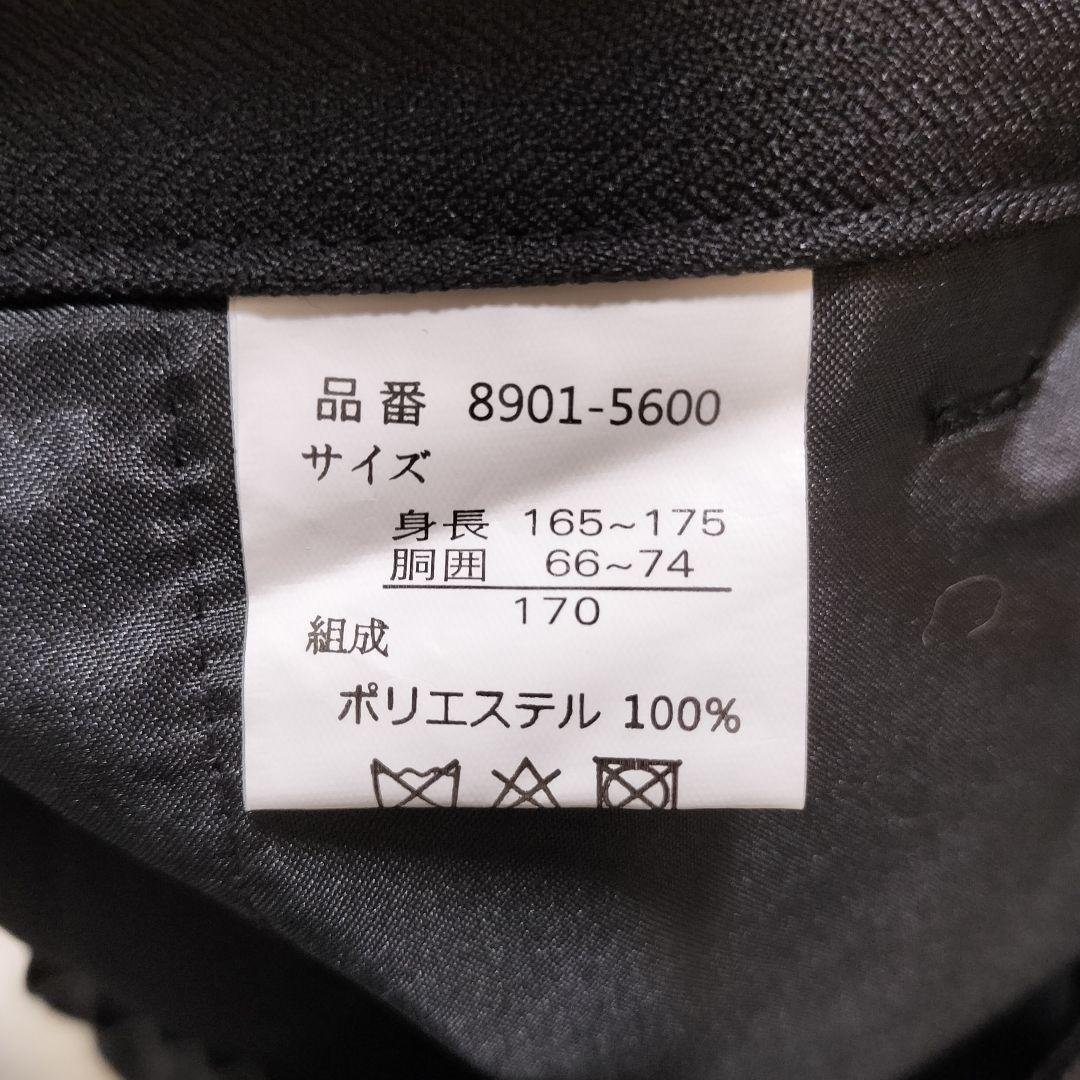 品番 8901-5600
サイズ
身長 165~175
胴囲 66~74
170
組成
ポリエステル 100%